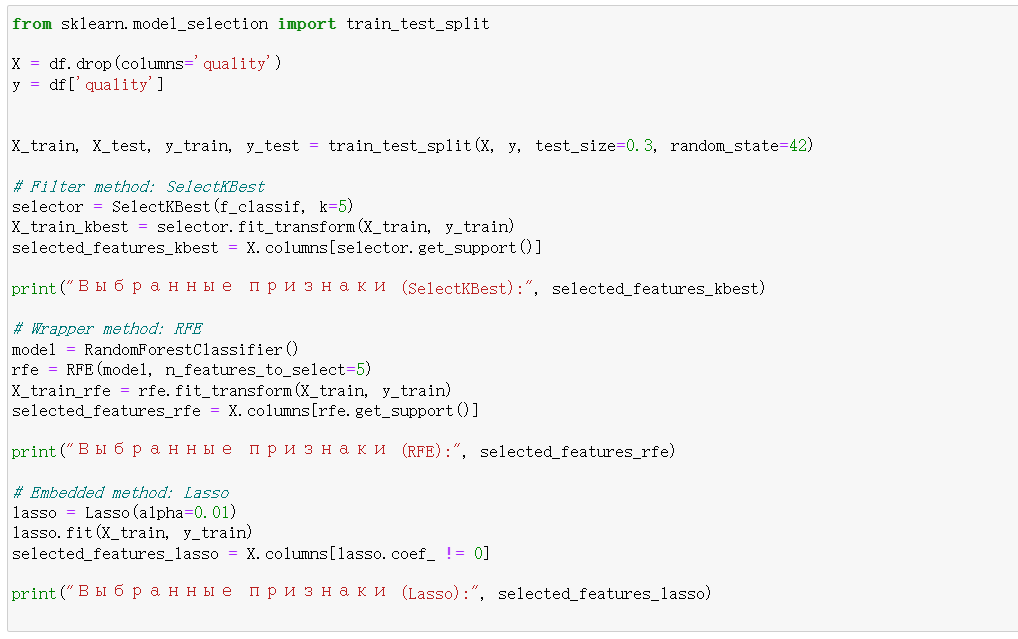 from sklearn.model_selection import train_test_split
X = df.drop(columns='quality')
y = df['quality']
X_train, X_test, y_train, y_test = train_test_split(X, y, test_size=0.3, random_state=42)
# Filter method: SelectKBest
selector = SelectKBest(f_classif, k=5)
X_train_kbest = selector.fit_transform(X_train, y_train)
selected_features_kbest = X.columns[selector.get_support()]
print("Выбранные признаки (SelectKBest):", selected_features_kbest)
# Wrapper method: RFE
model = RandomForestClassifier()
rfe = RFE(model, n_features_to_select=5)
X_train_rfe = rfe.fit_transform(X_train, y_train)
selected_features_rfe = X.columns[rfe.get_support()]
print("Выбранные признаки (RFE):", selected_features_rfe)
# Embedded method: Lasso
lasso = Lasso(alpha=0.01)
lasso.fit(X_train, y_train)
selected_features_lasso = X.columns[lasso.coef_ != 0]
print("Выбранные признаки (Lasso):", selected_features_lasso)